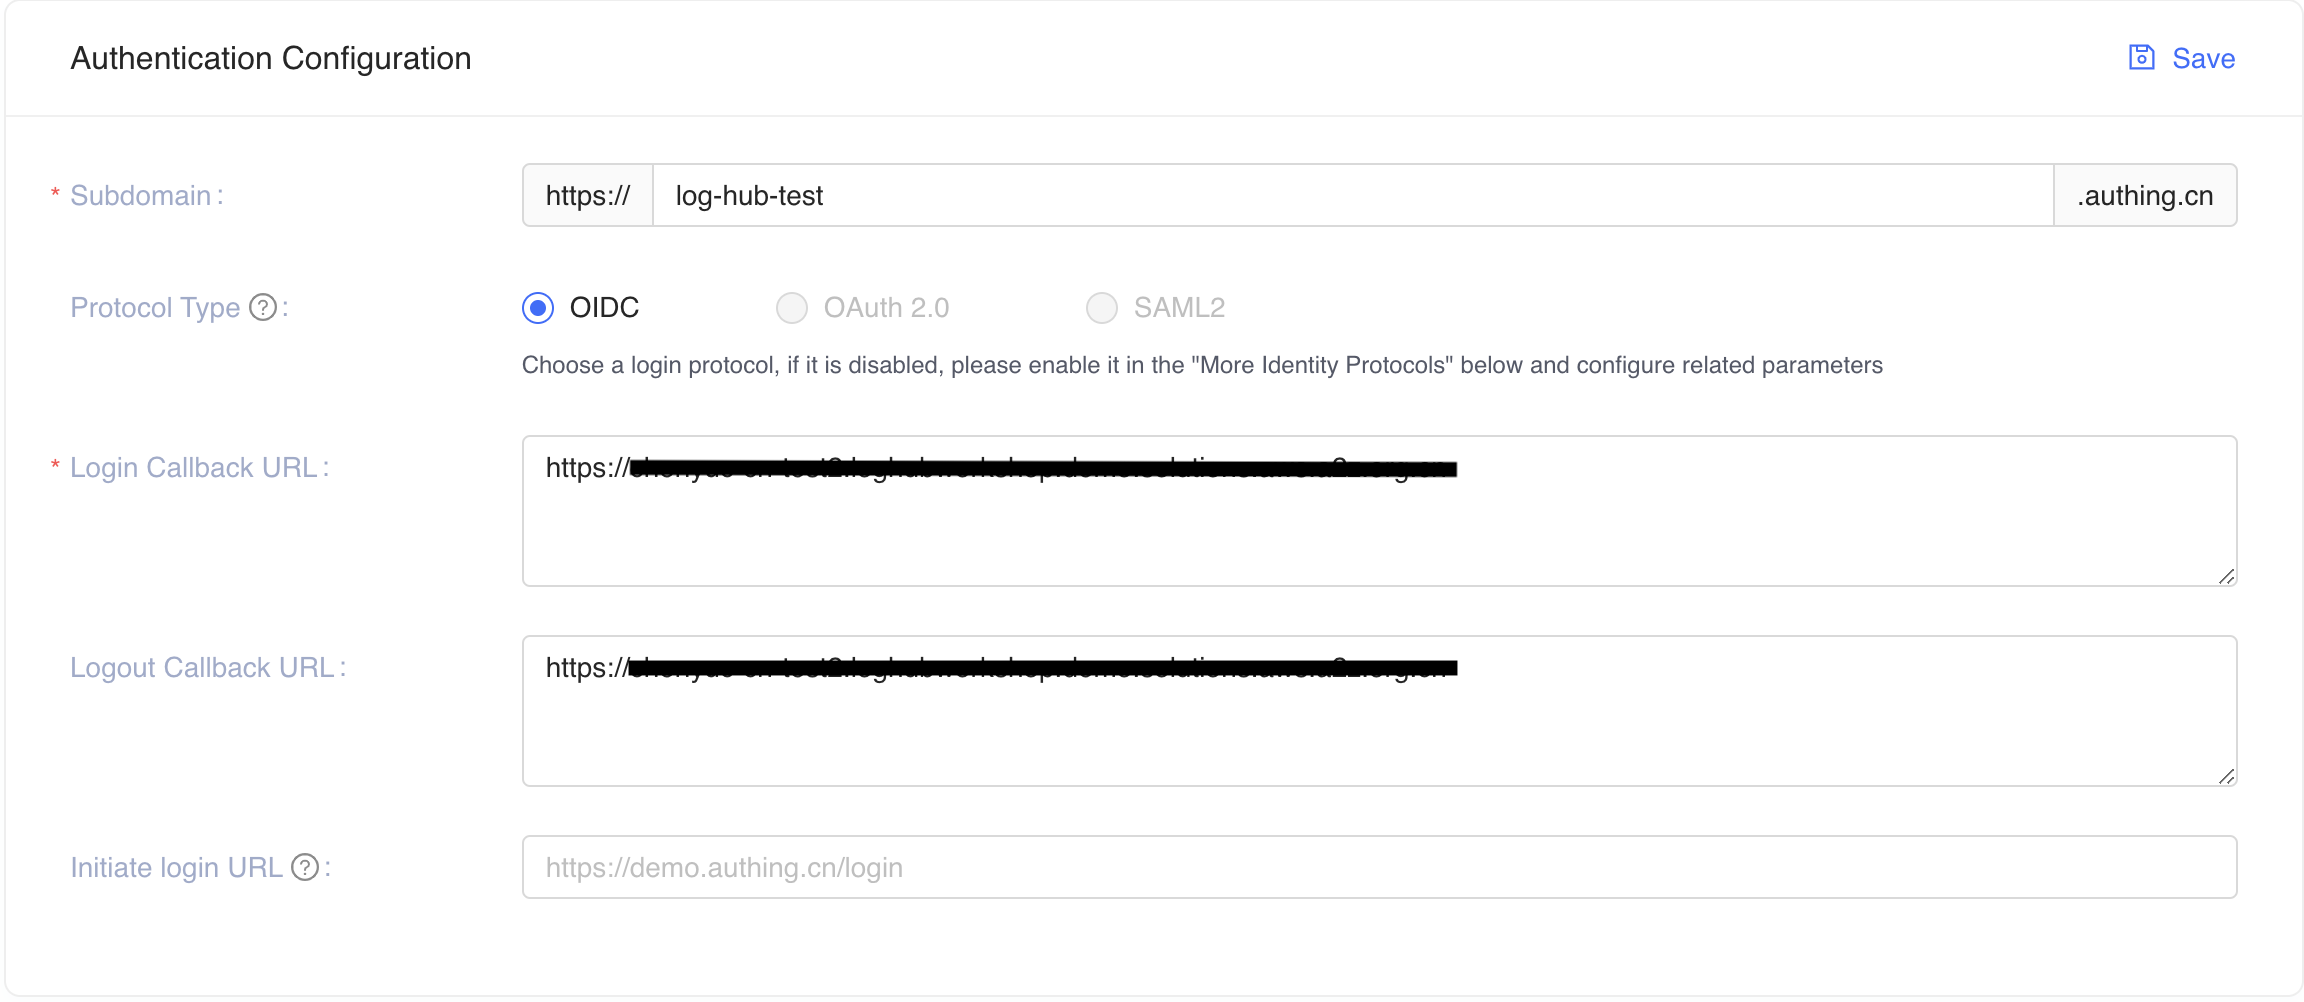 Authentication Configuration
Save
* Subdomain :
https:// log-hub-test .authing.cn
Protocol Type ? :
OIDC OAuth 2.0 SAML2
Choose a login protocol, if it is disabled, please enable it in the "More Identity Protocols" below and configure related parameters
* Login Callback URL :
https://
Logout Callback URL :
https://
Initiate login URL ? :
https://demo.authing.cn/login